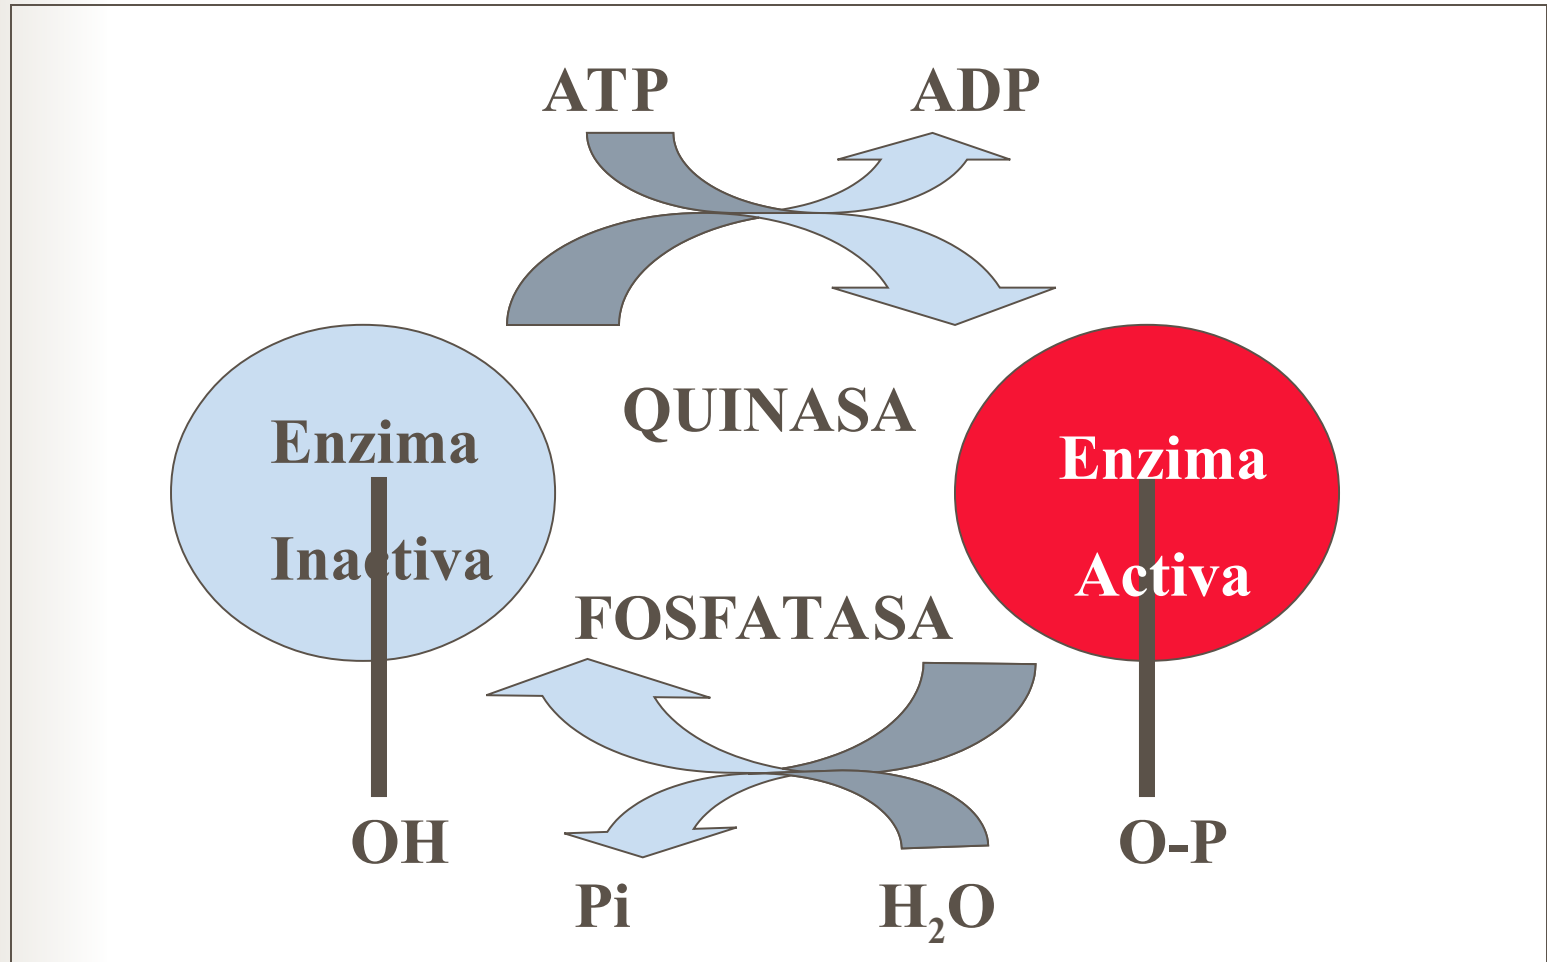 ATP
ADP
QUINASA
Enzima
Inactiva
Enzima
Activa
FOSFATASA
OH
O-P
Pi
H₂O